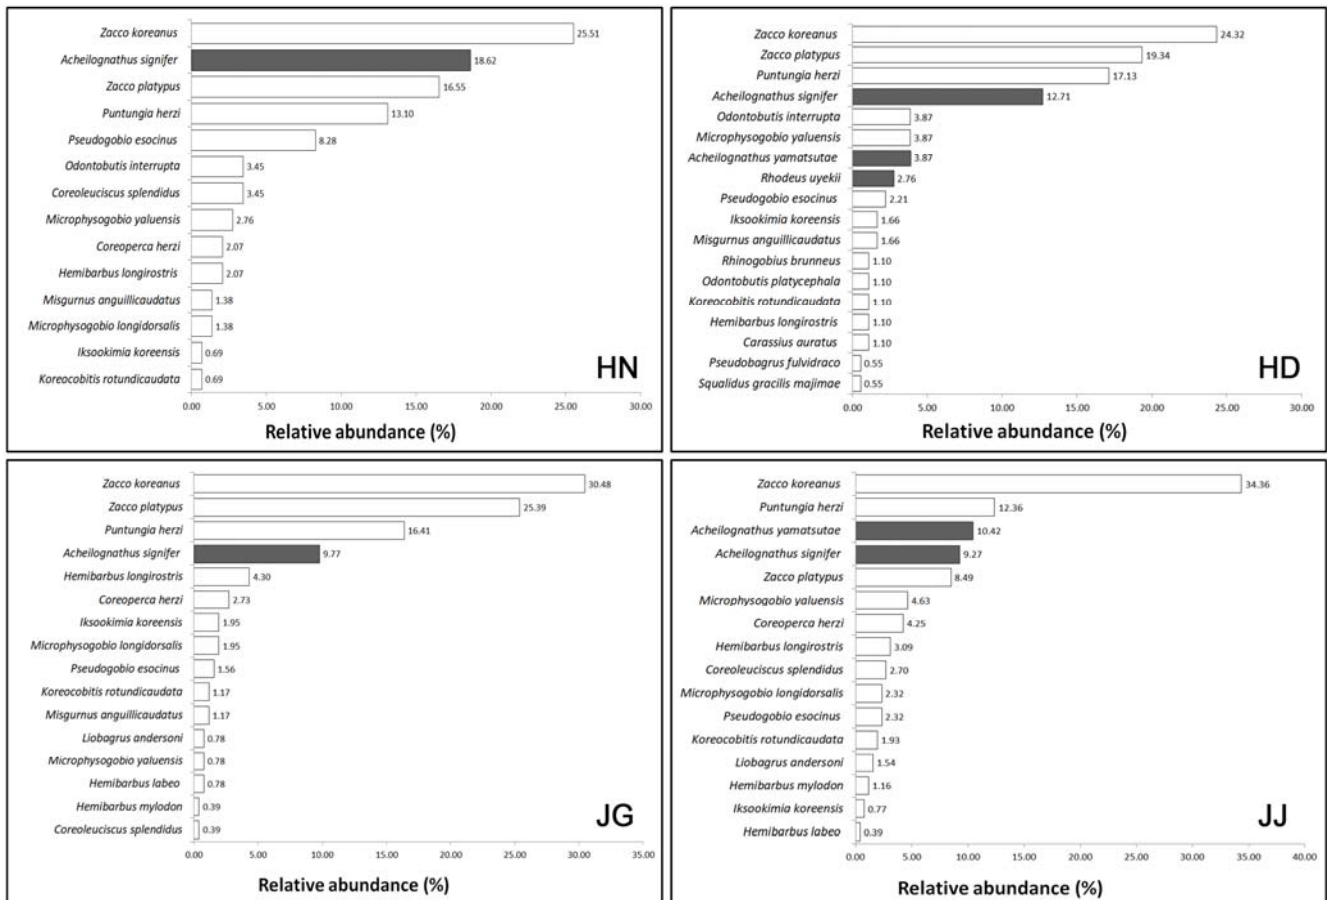 Zacco koreanus 25.51
Acheilognathus signifer 18.62
Zacco platypus 16.55
Puntungia herzi 13.10
Pseudogobio esocinus 8.28
Odontobutis interrupta 3.45
Coreoleuciscus splendidus 3.45
Microphysogobio yaluensis 2.76
Coreoperca herzi 2.07
Hemibarbus longirostris 2.07
Misgurnus anguillicaudatus 1.38
Microphysogobio longidorsalis 1.38
Iksookimia koreensis 0.69
Koreocobitis rotundicaudata 0.69
HN
0.00 5.00 10.00 15.00 20.00 25.00 30.00
Relative abundance (%)
Zacco koreanus 24.32
Zacco platypus 19.34
Puntungia herzi 17.13
Acheilognathus signifer 12.71
Odontobutis interrupta 3.87
Microphysogobio yaluensis 3.87
Acheilognathus yamatsutae 3.87
Rhodeus uyekii 2.76
Pseudogobio esocinus 2.21
Iksookimia koreensis 1.66
Misgurnus anguillicaudatus 1.66
Rhinogobius brunneus 1.10
Odontobutis platycephala 1.10
Koreocobitis rotundicaudata 1.10
Hemibarbus longirostris 1.10
Carassius auratus 1.10
Pseudobagrus fulvidraco 0.55
Squalidus gracilis majimae 0.55
HD
0.00 5.00 10.00 15.00 20.00 25.00 30.00
Relative abundance (%)
Zacco koreanus 30.48
Zacco platypus 25.39
Puntungia herzi 16.41
Acheilognathus signifer 9.77
Hemibarbus longirostris 4.30
Coreoperca herzi 2.73
Iksookimia koreensis 1.95
Microphysogobio longidorsalis 1.95
Pseudogobio esocinus 1.56
Koreocobitis rotundicaudata 1.17
Misgurnus anguillicaudatus 1.17
Liobagrus andersoni 0.78
Microphysogobio yaluensis 0.78
Hemibarbus labeo 0.78
Hemibarbus mylodon 0.39
Coreoleuciscus splendidus 0.39
JG
0.00 5.00 10.00 15.00 20.00 25.00 30.00 35.00
Relative abundance (%)
Zacco koreanus 34.36
Puntungia herzi 12.36
Acheilognathus yamatsutae 10.42
Acheilognathus signifer 9.27
Zacco platypus 8.49
Microphysogobio yaluensis 4.63
Coreoperca herzi 4.25
Hemibarbus longirostris 3.09
Coreoleuciscus splendidus 2.70
Microphysogobio longidorsalis 2.32
Pseudogobio esocinus 2.32
Koreocobitis rotundicaudata 1.93
Liobagrus andersoni 1.54
Hemibarbus mylodon 1.16
Iksookimia koreensis 0.77
Hemibarbus labeo 0.39
JJ
0.00 5.00 10.00 15.00 20.00 25.00 30.00 35.00 40.00
Relative abundance (%)